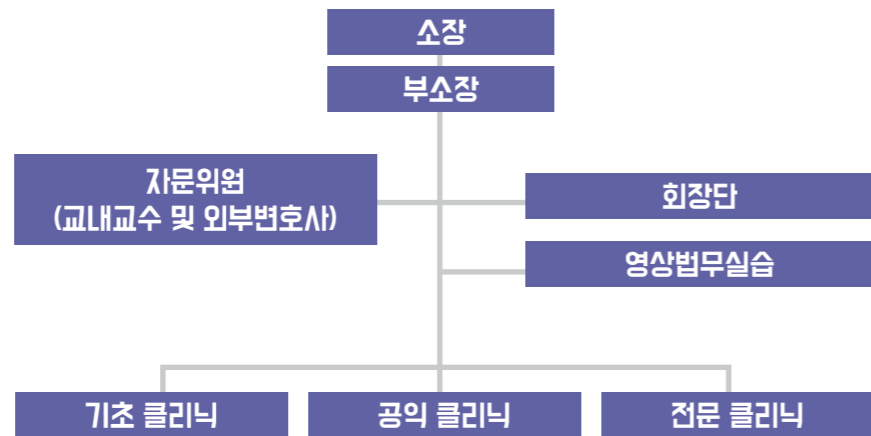 소장
부소장
자문위원
(교내교수 및 외부변호사)
회장단
영상법무실습
기초 클리닉
공익 클리닉
전문 클리닉